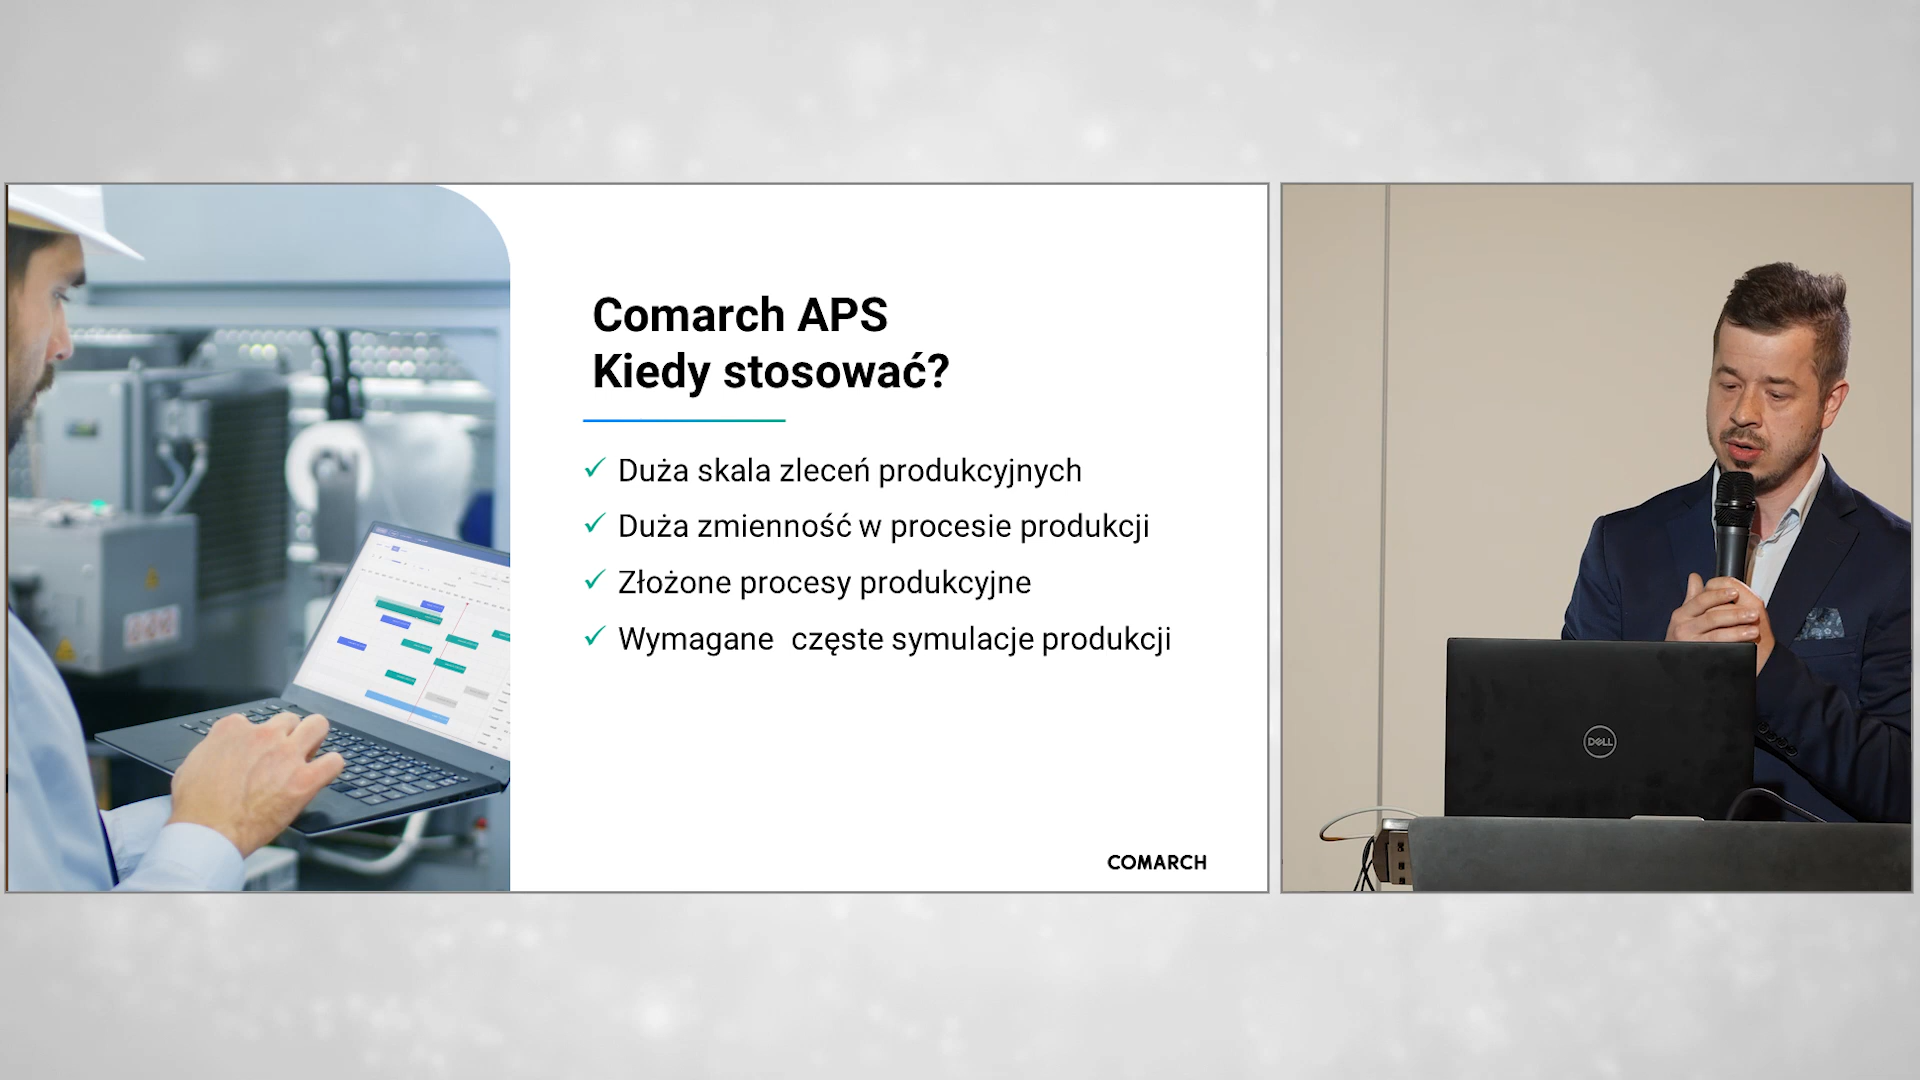 Comarch APS
Kiedy stosować?
Duża skala zleceń produkcyjnych
Duża zmienność w procesie produkcji
Złożone procesy produkcyjne
Wymagane  częste symulacje produkcji
COMARCH
DELL